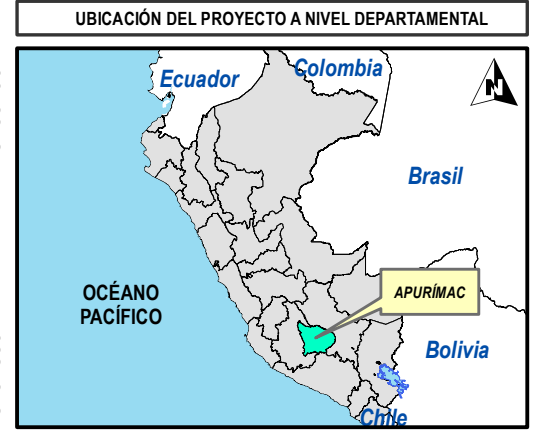 UBICACIÓN DEL PROYECTO A NIVEL DEPARTAMENTAL
Ecuador
Colombia
N
Brasil
APURÍMAC
OCÉANO
PACÍFICO
Bolivia
Chile